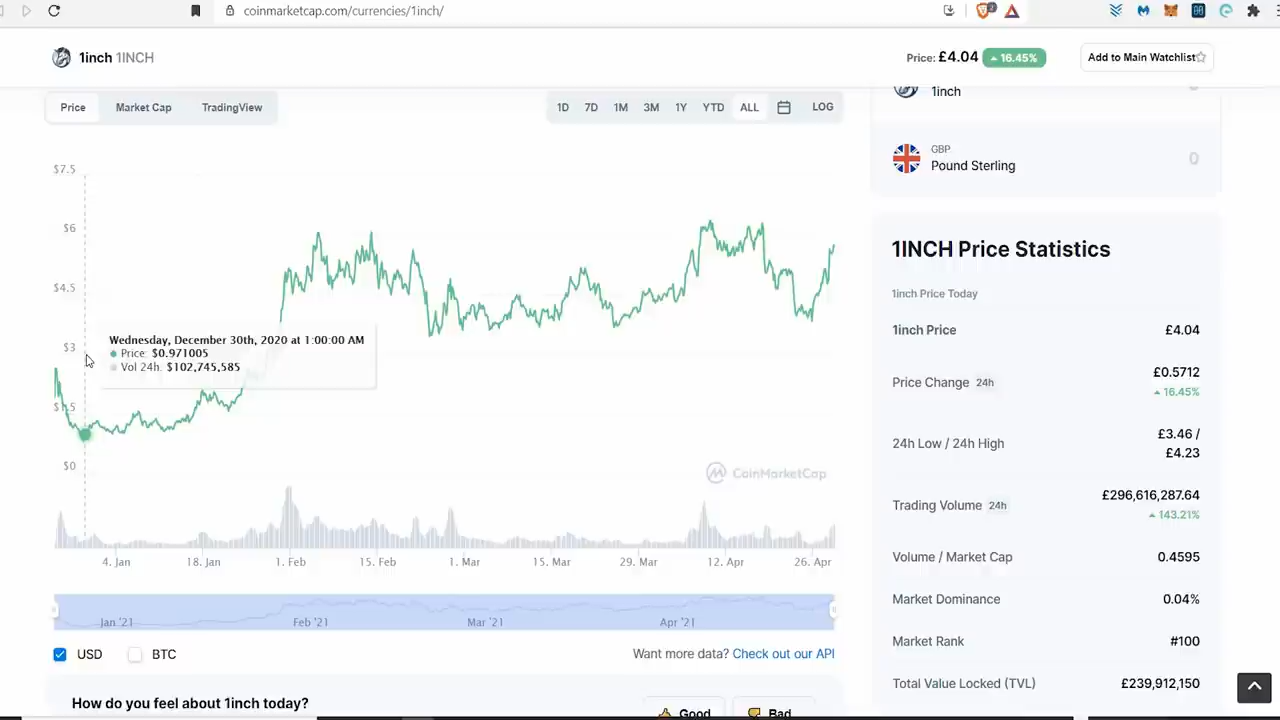 coinmarketcap.com/currencies/1inch/
1inch 1INCH
Price: £4.04 16.45%
Add to Main Watchlist
Price Market Cap TradingView
1D 7D 1M 3M 1Y YTD ALL LOG
1inch
GBP
Pound Sterling
0
$7.5
$6
$4.5
$3
$1.5
$0
Wednesday, December 30th, 2020 at 1:00:00 AM
Price: $0.971005
Vol 24h: $102,745,585
CoinMarketCap
4. Jan 18. Jan 1. Feb 15. Feb 1. Mar 15. Mar 29. Mar 12. Apr 26. Apr
Jan '21 Feb '21 Mar '21 Apr '21
USD BTC
Want more data? Check out our API
How do you feel about 1inch today?
Good Bad
1INCH Price Statistics
1inch Price Today
1inch Price £4.04
Price Change 24h £0.5712
16.45%
24h Low / 24h High £3.46 /
£4.23
Trading Volume 24h £296,616,287.64
143.21%
Volume / Market Cap 0.4595
Market Dominance 0.04%
Market Rank #100
Total Value Locked (TVL) £239,912,150